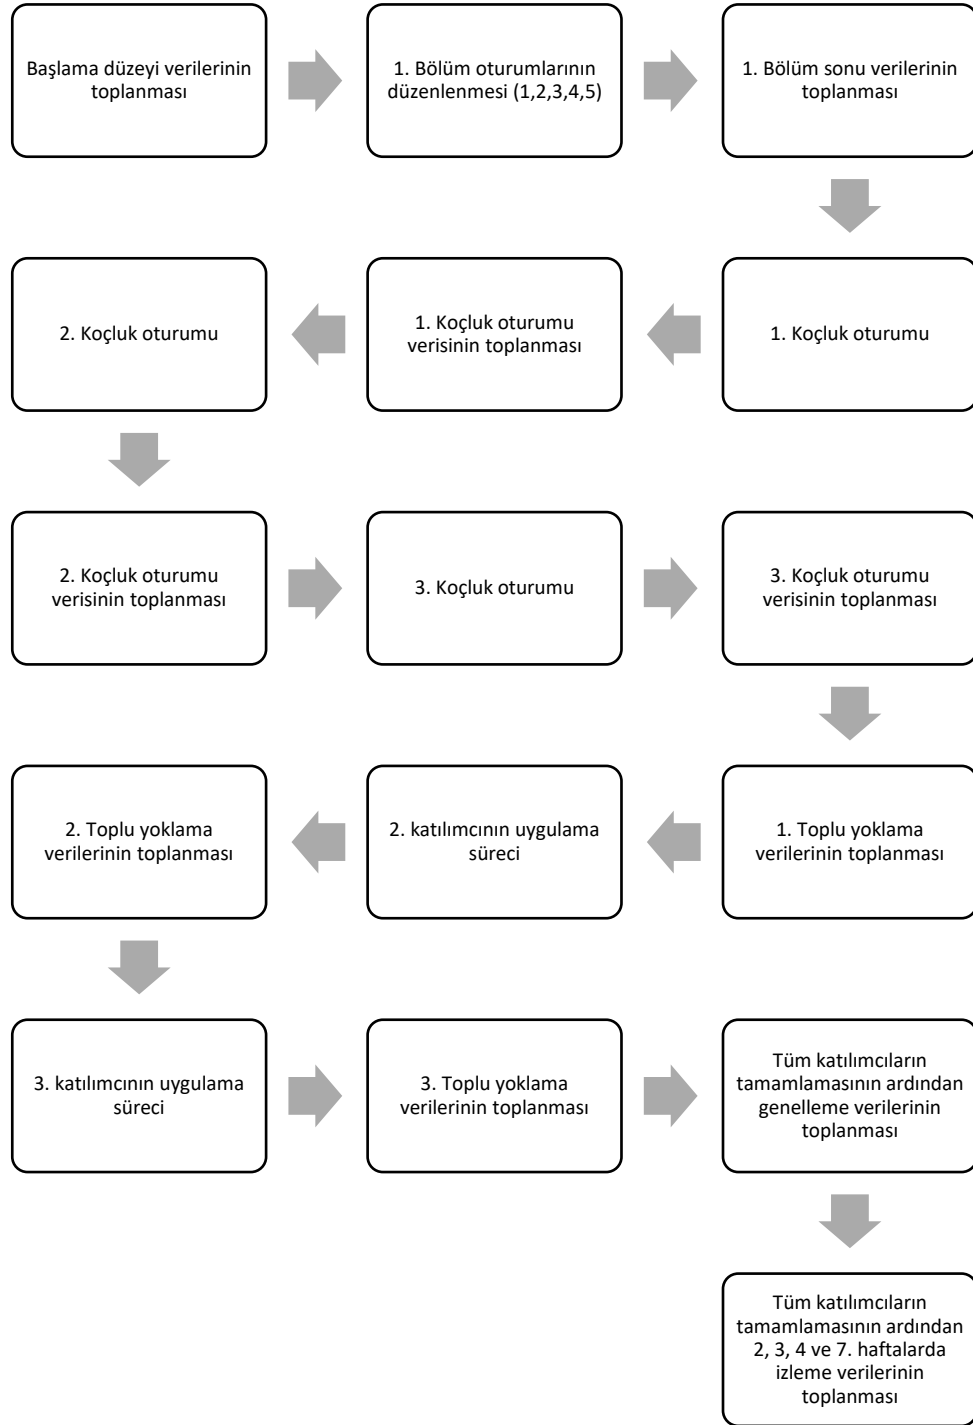 Başlama düzeyi verilerinin
toplanması
1. Bölüm oturumlarının
düzenlenmesi (1,2,3,4,5)
1. Bölüm sonu verilerinin
toplanması
1. Koçluk oturumu
1. Koçluk oturumu
verisinin toplanması
2. Koçluk oturumu
2. Koçluk oturumu
verisinin toplanması
3. Koçluk oturumu
3. Koçluk oturumu
verisinin toplanması
1. Toplu yoklama
verilerinin toplanması
2. katılımcının uygulama
süreci
2. Toplu yoklama
verilerinin toplanması
3. katılımcının uygulama
süreci
3. Toplu yoklama
verilerinin toplanması
Tüm katılımcıların
tamamlamasının ardından
genelleme verilerinin
toplanması
Tüm katılımcıların
tamamlamasının ardından
2, 3, 4 ve 7. haftalarda
izleme verilerinin
toplanması